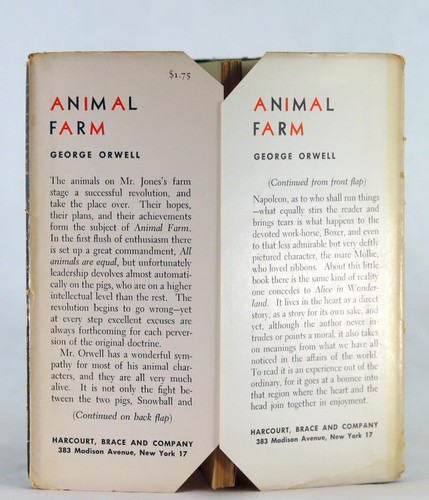 $1.75
ANIMAL
FARM
GEORGE ORWELL
The animals on Mr. Jones's farm
stage a successful revolution, and
take the place over. Their hopes,
their plans, and their achievements
form the subject of Animal Farm.
In the first flush of enthusiasm there
is set up a great commandment, All
animals are equal, but unfortunately
leadership devolves almost automati-
cally on the pigs, who are on a higher
intellectual level than the rest. The
revolution begins to go wrong—yet
at every step excellent excuses are
always forthcoming for each perver-
sion of the original doctrine.
Mr. Orwell has a wonderful sym-
pathy for most of his animal char-
acters, and they are all very much
alive. It is not only the fight be-
tween the two pigs, Snowball and
(Continued on back flap)
HARCOURT, BRACE AND COMPANY
383 Madison Avenue, New York 17
ANIMAL
FARM
GEORGE ORWELL
(Continued from front flap)
Napoleon, as to who shall run things
—what equally stirs the reader and
brings tears is what happens to the
devoted work-horse, Boxer, and even
to that less admirable but very deftly
pictured character, the mare Mollie,
who loved ribbons. About this little
book there is the same kind of reality
one concedes to Alice in Wonder-
land. It lives in the heart as a direct
story, as a story for its own sake, and
yet, although the author never in-
trudes or points a moral, it also takes
on meanings from what we have all
noticed in the affairs of the world.
To read it is an experience out of the
ordinary, for it goes at a bounce into
that region where the heart and the
head join together in enjoyment.
HARCOURT, BRACE AND COMPANY
383 Madison Avenue, New York 17